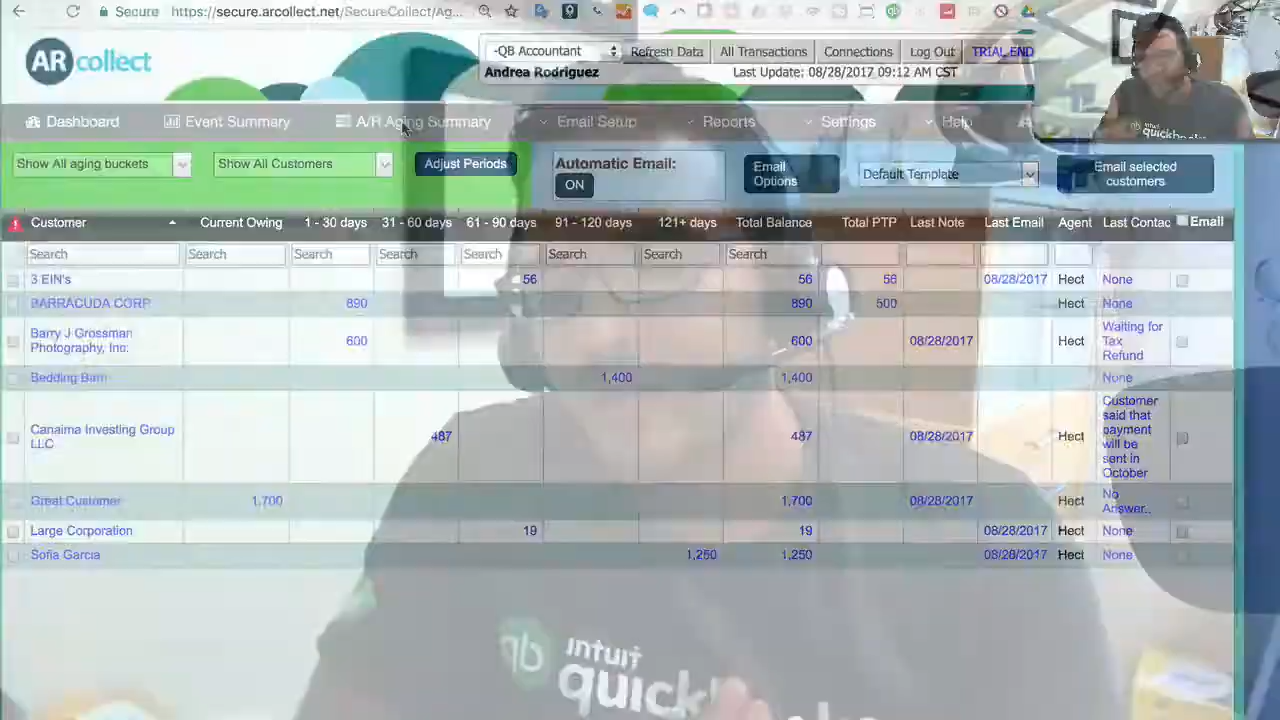 Secure https://secure.arcollect.net/SecureCollect/Ag...
AR collect
-QB Accountant Refresh Data All Transactions Connections Log Out TRIAL END
Andrea Rodriguez Last Update: 08/28/2017 09:12 AM CST
Dashboard Event Summary A/R Aging Summary Email Setup Reports Settings Help
Show All aging buckets Show All Customers Adjust Periods Automatic Email: ON Email Options Default Template Email selected customers
Customer Current Owing 1 - 30 days 31 - 60 days 61 - 90 days 91 - 120 days 121+ days Total Balance Total PTP Last Note Last Email Agent Last Contac Email
Search Search Search Search Search Search Search Search
3 EIN's 56 56 56 08/28/2017 Hect None
BARRACUDA CORP 890 890 500 Hect None
Barry J Grossman Photography, Inc. 600 600 08/28/2017 Hect Waiting for Tax Refund
Bedding Barn 1,400 1,400 None
Canaima Investing Group LLC 487 487 08/28/2017 Hect Customer said that payment will be sent in October
Great Customer 1,700 1,700 08/28/2017 Hect No Answer..
Large Corporation 19 19 08/28/2017 Hect None
Sofia Garcia 1,250 1,250 08/28/2017 Hect None
intuit
quickbooks
qb intuit
quick